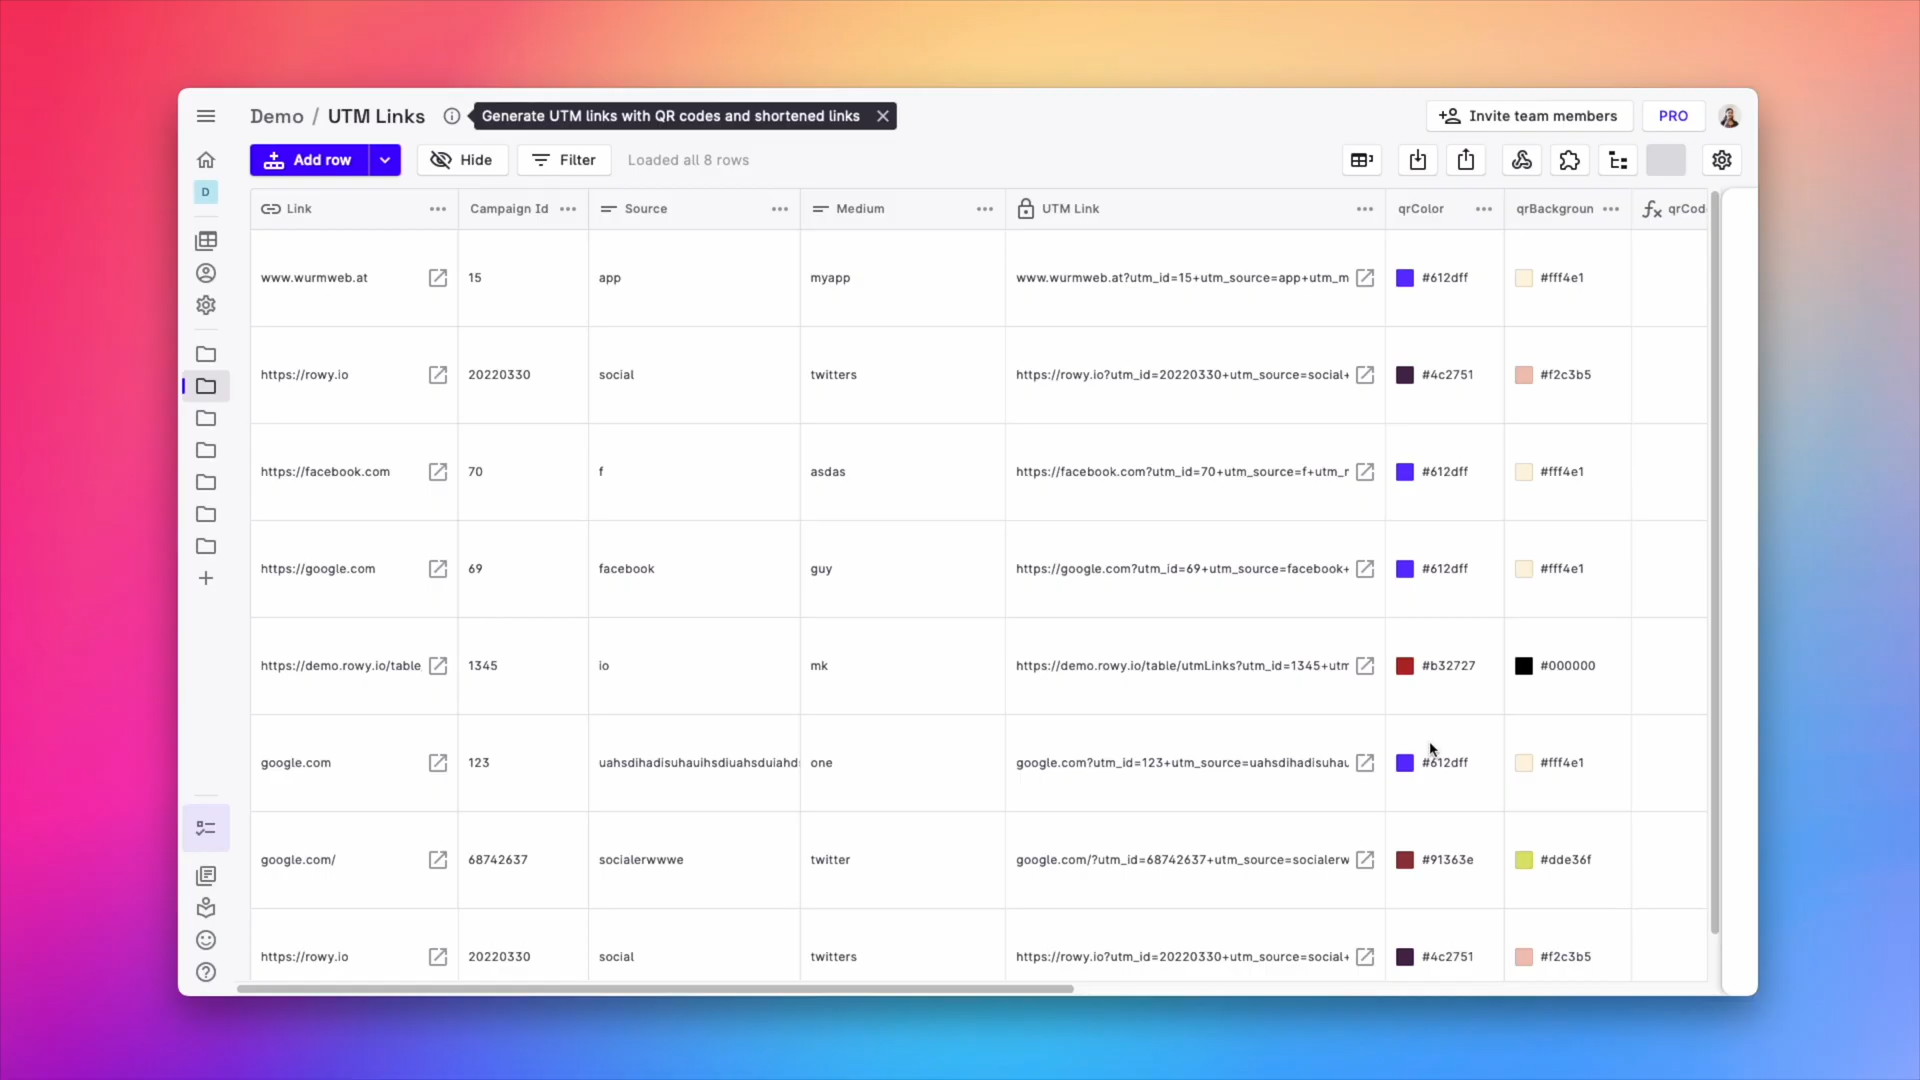 Demo / UTM Links
Generate UTM links with QR codes and shortened links
Invite team members
PRO
Add row
Hide
Filter
Loaded all 8 rows
D
Link Campaign Id Source Medium UTM Link qrColor qrBackgroun fx qrCod
www.wurmweb.at 15 app myapp www.wurmweb.at?utm_id=15+utm_source=app+utm_m #612dff #fff4e1
https://rowy.io 20220330 social twitters https://rowy.io?utm_id=20220330+utm_source=social+ #4c2751 #f2c3b5
https://facebook.com 70 f asdas https://facebook.com?utm_id=70+utm_source=f+utm_r #612dff #fff4e1
https://google.com 69 facebook guy https://google.com?utm_id=69+utm_source=facebook+ #612dff #fff4e1
https://demo.rowy.io/table 1345 io mk https://demo.rowy.io/table/utmLinks?utm_id=1345+utm #b32727 #000000
google.com 123 uahsdihadisuhauihsdiuahsduiahd one google.com?utm_id=123+utm_source=uahsdihadisuhau #612dff #fff4e1
google.com/ 68742637 socialerwwwe twitter google.com/?utm_id=68742637+utm_source=socialerw #91363e #dde36f
https://rowy.io 20220330 social twitters https://rowy.io?utm_id=20220330+utm_source=social+ #4c2751 #f2c3b5